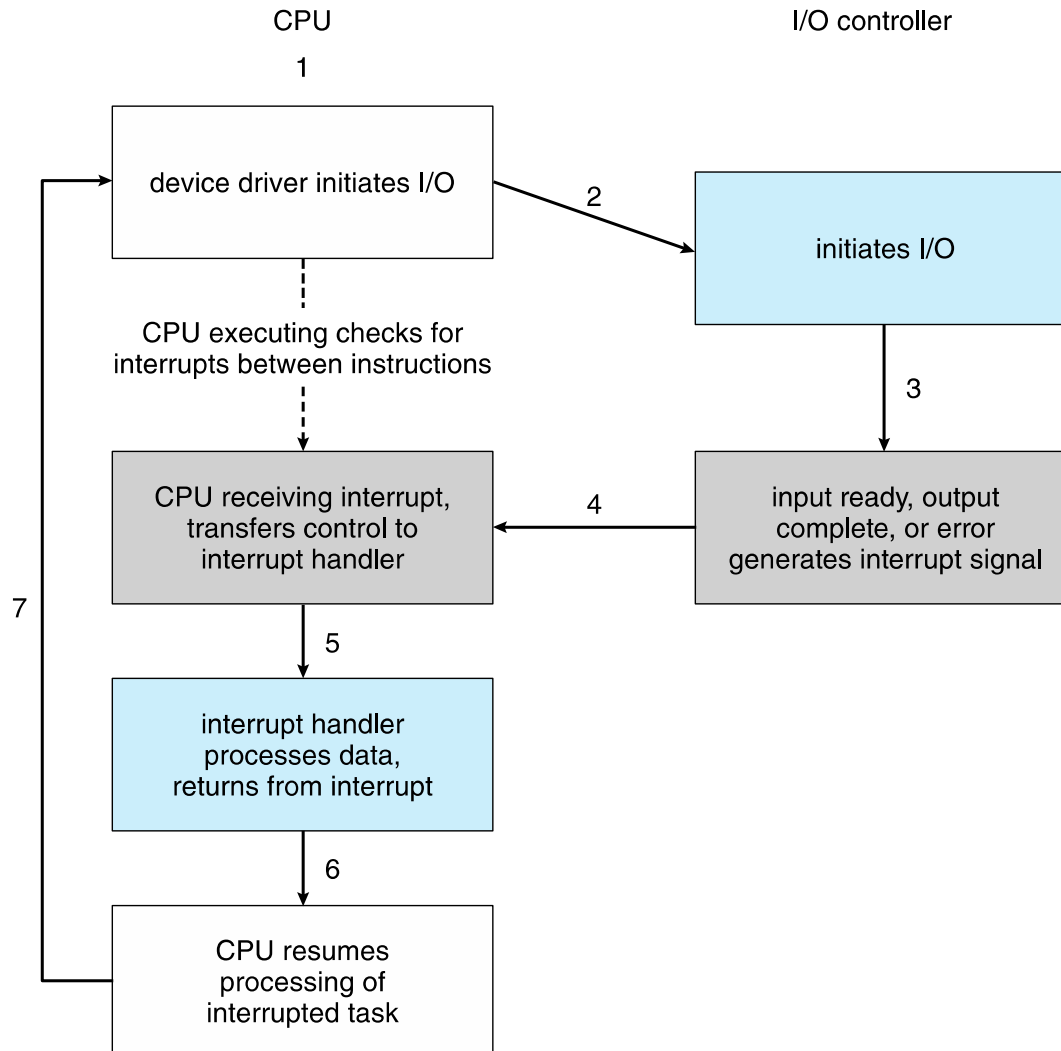 CPU
I/O controller
1
device driver initiates I/O
2
initiates I/O
CPU executing checks for
interrupts between instructions
3
CPU receiving interrupt,
transfers control to
interrupt handler
4
input ready, output
complete, or error
generates interrupt signal
7
5
interrupt handler
processes data,
returns from interrupt
6
CPU resumes
processing of
interrupted task